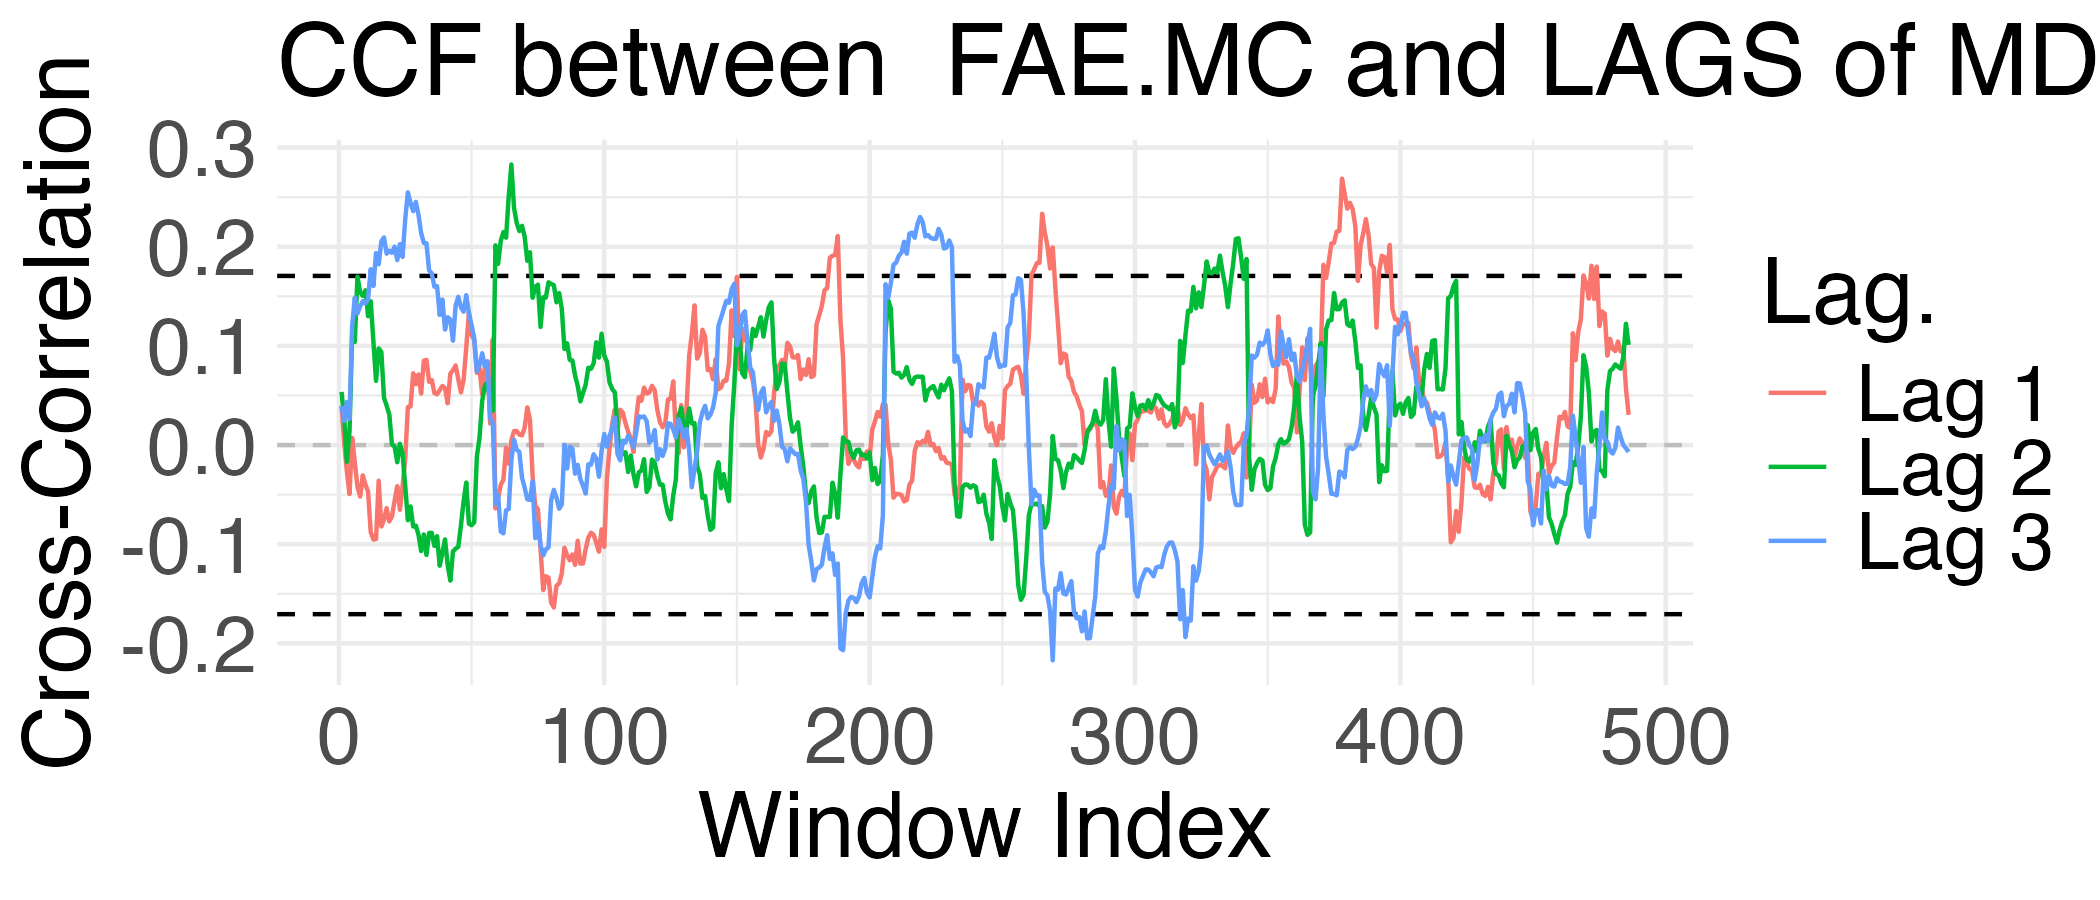 CCF between  FAE.MC and LAGS of MD
Cross-Correlation
0.3
0.2
0.1
0.0
-0.1
-0.2
0 100 200 300 400 500
Window Index
Lag.
Lag 1
Lag 2
Lag 3